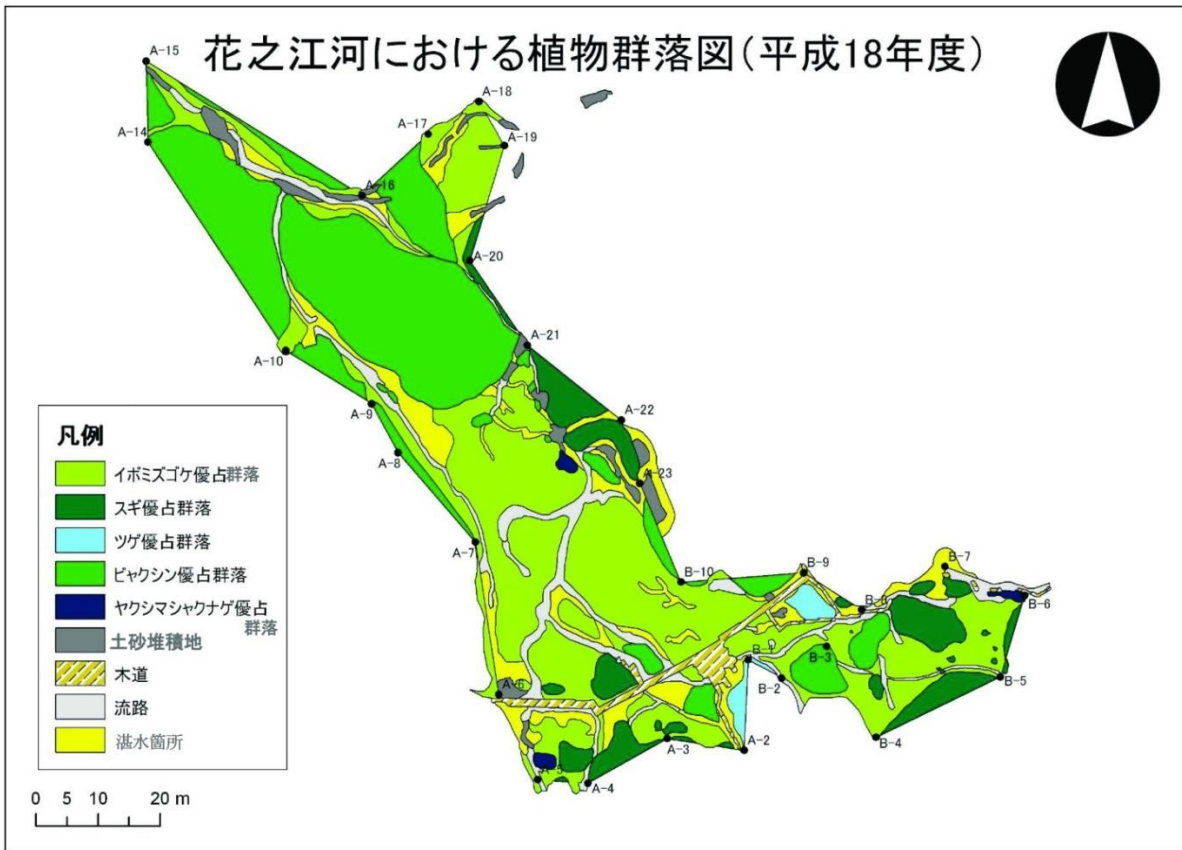 花之江河における植物群落図(平成18年度)
A-15
A-18
A-17
A-19
A-14
A-16
A-20
A-21
A-10
A-9
A-22
A-8
A-23
A-7
B-10
B-9
B-7
B-6
B-8
B-1
B-3
B-2
B-5
A-6
A-3
A-2
B-4
A-5
A-4
凡例
イボミズゴケ優占群落
スギ優占群落
ツゲ優占群落
ビャクシン優占群落
ヤクシマシャクナゲ優占
群落
土砂堆積地
木道
流路
湛水箇所
0 5 10 20 m